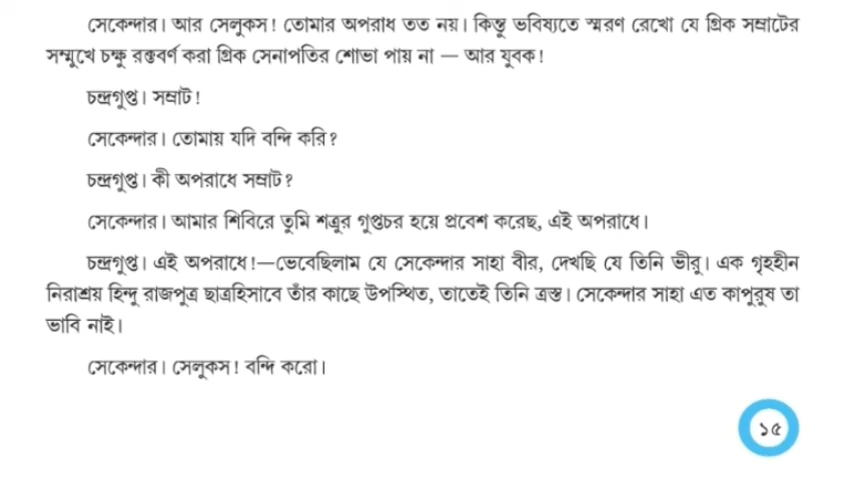 সেকেন্দার। আর সেলুকস! তোমার অপরাধ তত নয়। কিন্তু ভবিষ্যতে স্মরণ রেখো যে গ্রিক সম্রাটের
সম্মুখে চক্ষু রক্তবর্ণ করা গ্রিক সেনাপতির শোভা পায় না — আর যুবক!
চন্দ্রগুপ্ত। সম্রাট!
সেকেন্দার। তোমায় যদি বন্দি করি?
চন্দ্রগুপ্ত। কী অপরাধে সম্রাট?
সেকেন্দার। আমার শিবিরে তুমি শত্রুর গুপ্তচর হয়ে প্রবেশ করেছ, এই অপরাধে।
চন্দ্রগুপ্ত। এই অপরাধে!—ভেবেছিলাম যে সেকেন্দার সাহা বীর, দেখছি যে তিনি ভীরু। এক গৃহহীন
নিরাশ্রয় হিন্দু রাজপুত্র ছাত্রহিসাবে তাঁর কাছে উপস্থিত, তাতেই তিনি ত্রস্ত। সেকেন্দার সাহা এত কাপুরুষ তা
ভাবি নাই।
সেকেন্দার। সেলুকস! বন্দি করো।
১৫